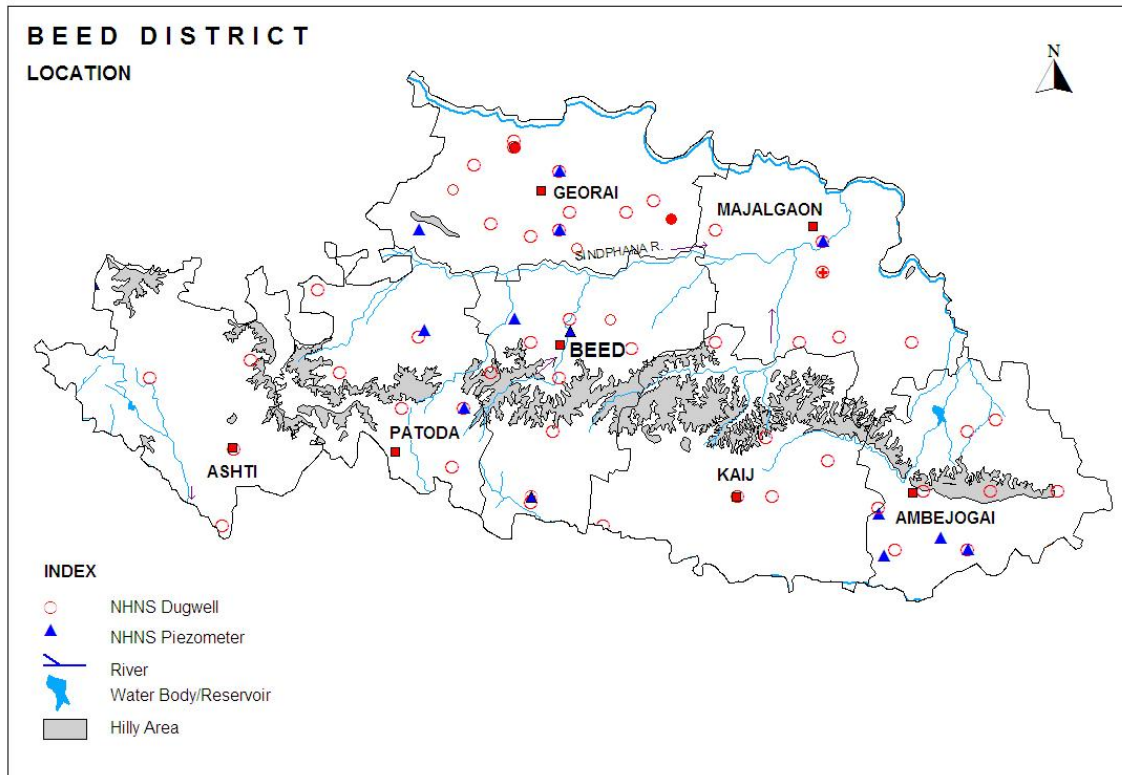 BEED DISTRICT
LOCATION
N
GEORAI
MAJALGAON
SINDPHANA R.
BEED
PATODA
ASHTI
KAIJ
AMBEJOGAI
INDEX
NHNS Dugwell
NHNS Piezometer
River
Water Body/Reservoir
Hilly Area